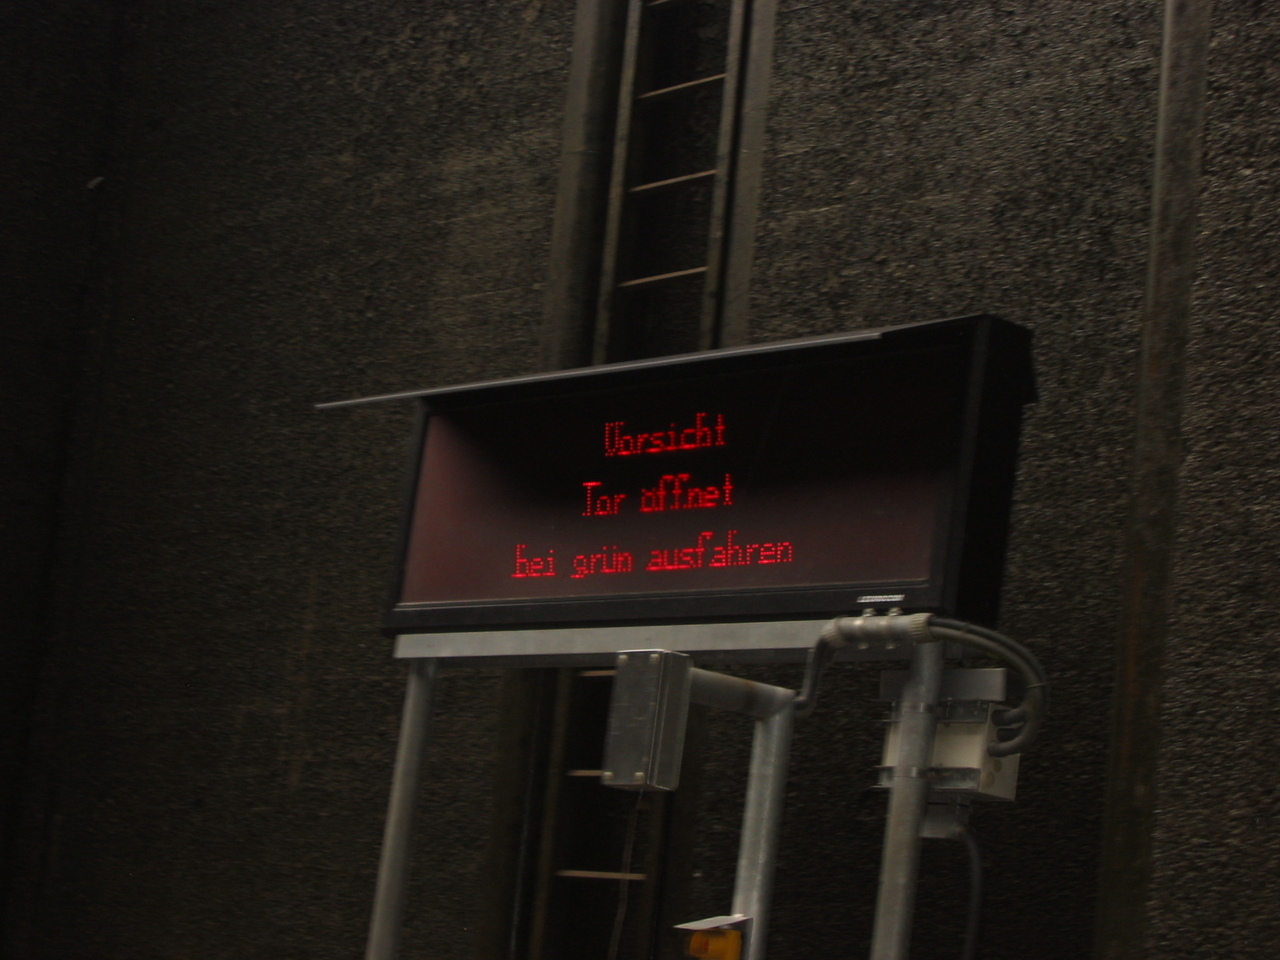 Vorsicht
Tor öffnet
bei grün ausfahren